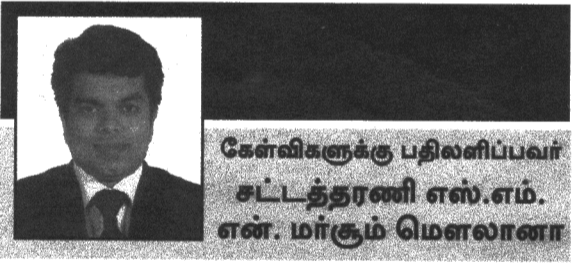 கேள்விகளுக்கு பதிலளிப்பவர்
சட்டத்தரணி எஸ்.எம்.
என். மர்சூம் மௌலானா